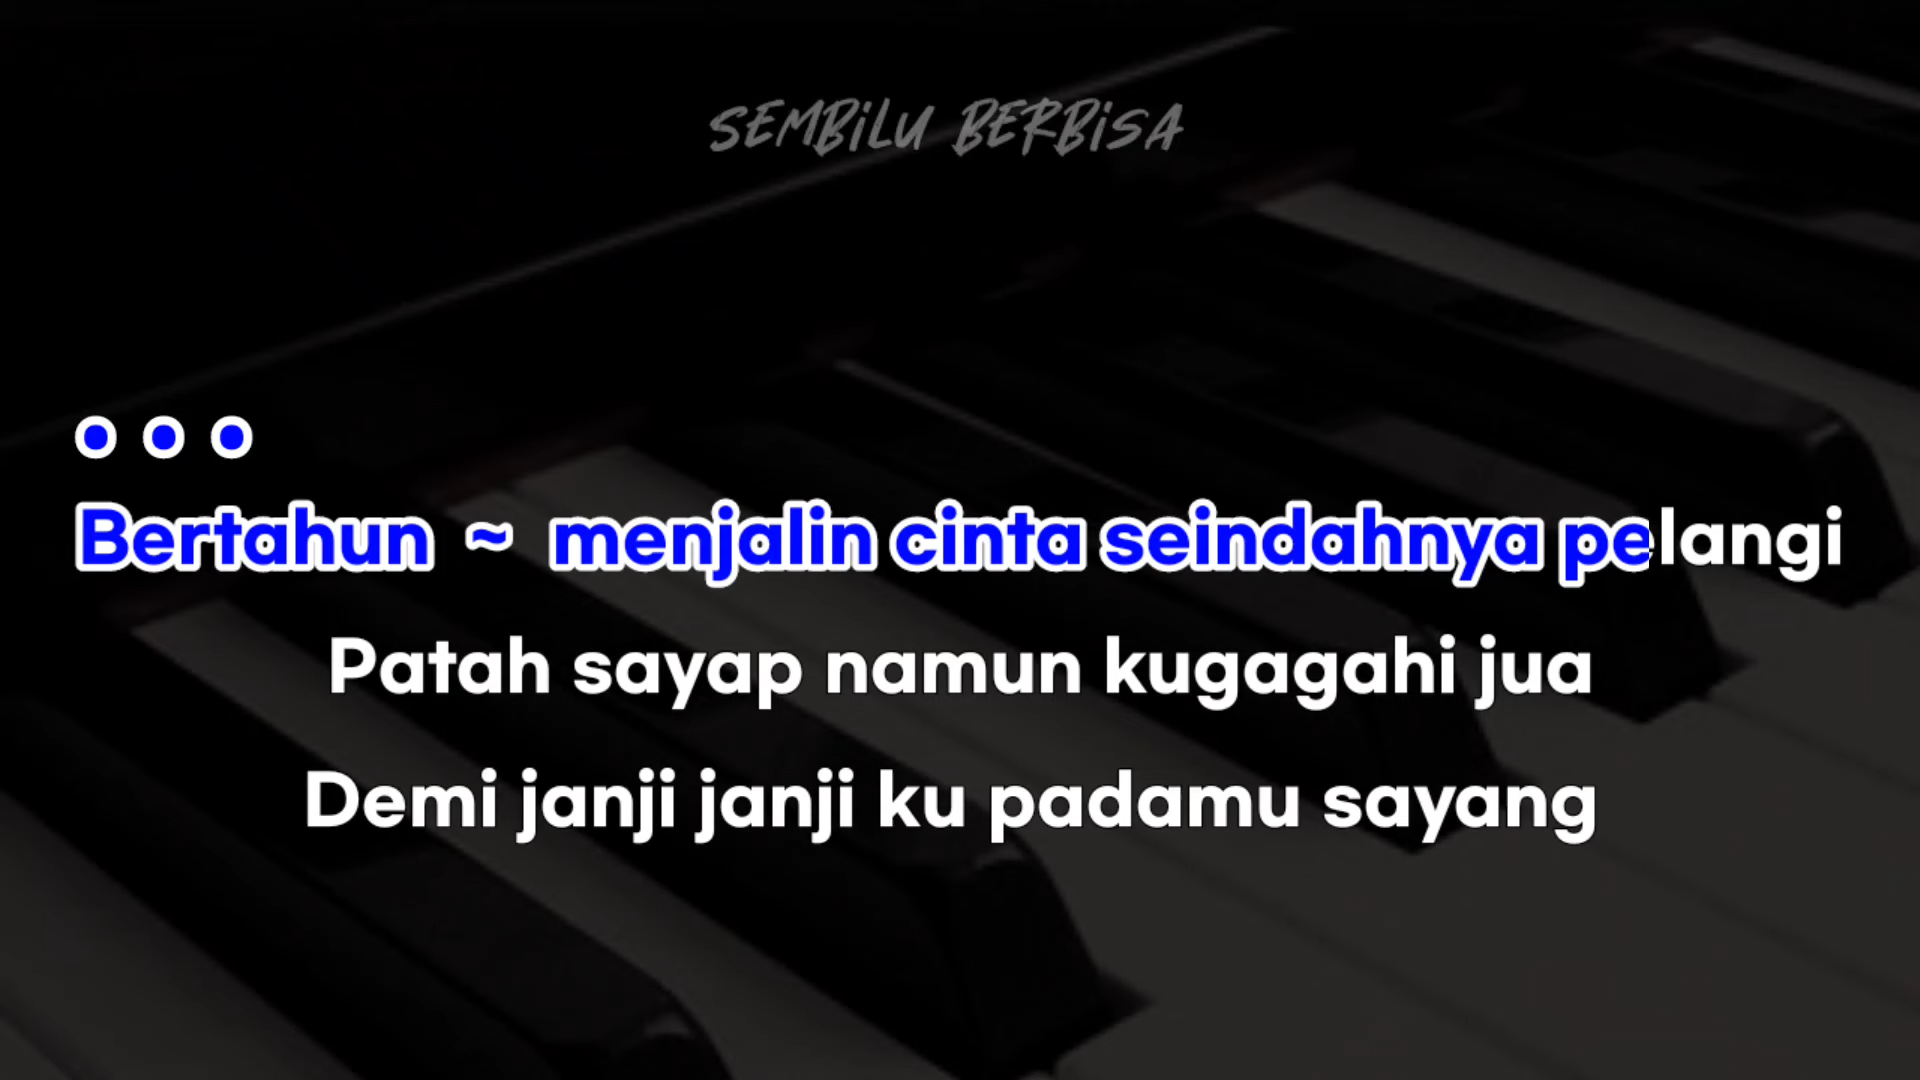 SEMBiLU BERBiSA
o o o
Bertahun ~ menjalin cinta seindahnya pelangi
Patah sayap namun kugagahi jua
Demi janji janji ku padamu sayang